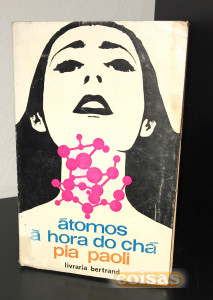 átomos
à hora do chá
pia paoli
livraria bertrand
coisas